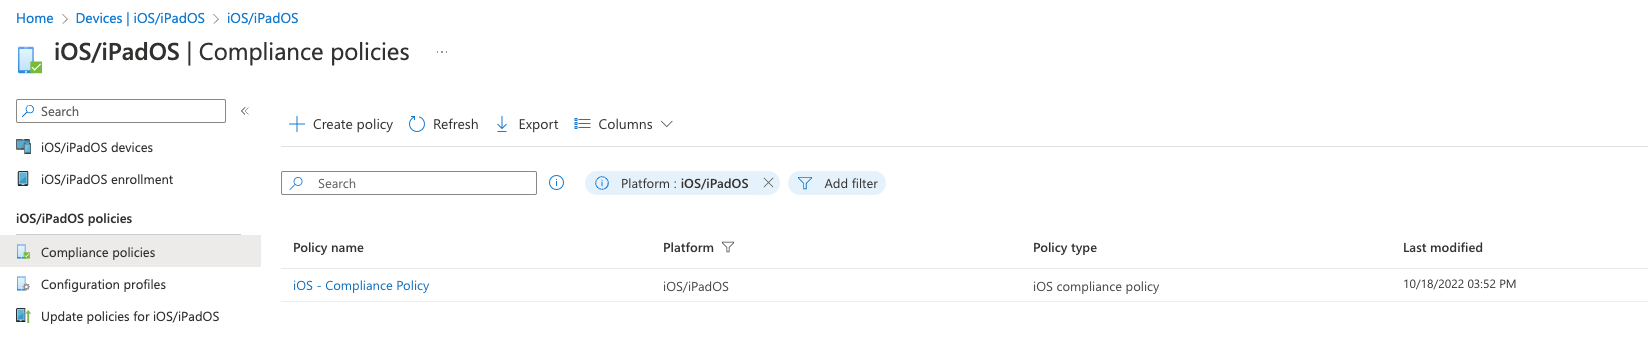 Home > Devices | iOS/iPadOS > iOS/iPadOS
iOS/iPadOS | Compliance policies ...
Search «
Create policy Refresh Export Columns
iOS/iPadOS devices
iOS/iPadOS enrollment
Search Platform : iOS/iPadOS Add filter
iOS/iPadOS policies
Compliance policies
Configuration profiles
Update policies for iOS/iPadOS
Policy name Platform Policy type Last modified
iOS - Compliance Policy iOS/iPadOS iOS compliance policy 10/18/2022 03:52 PM